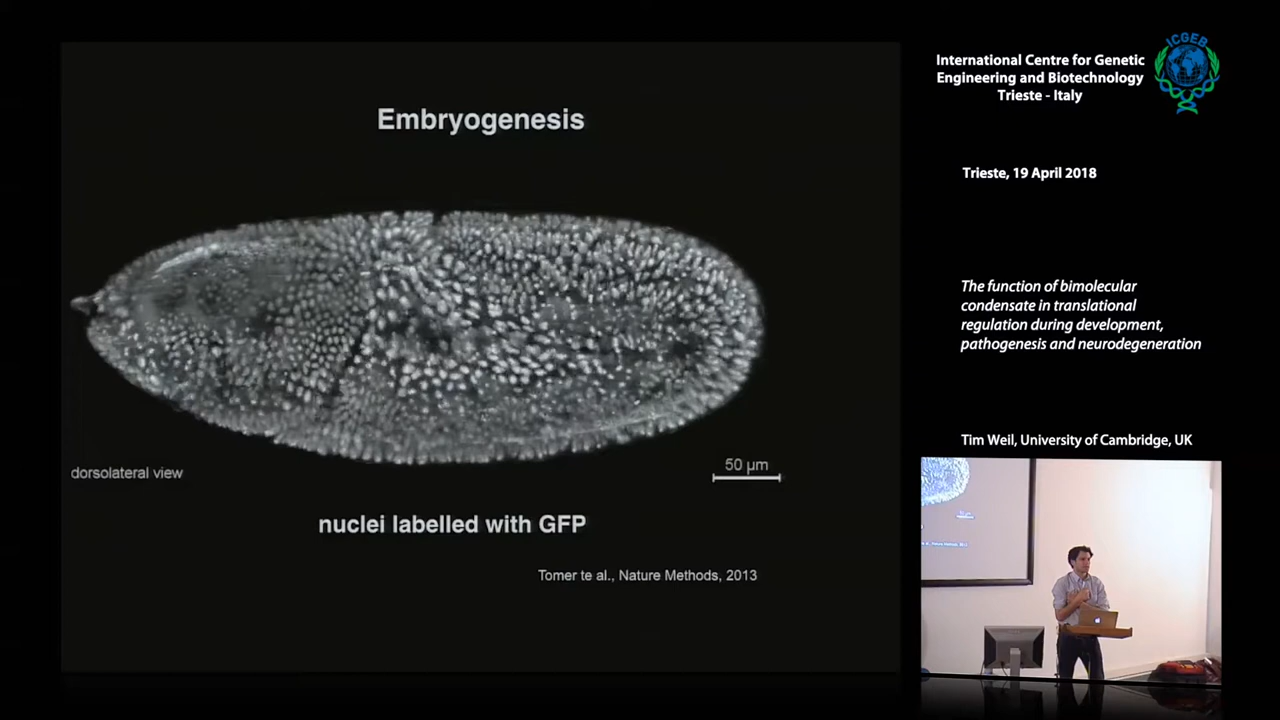 Embryogenesis
dorsolateral view
50 µm
nuclei labelled with GFP
Tomer te al., Nature Methods, 2013
International Centre for Genetic
Engineering and Biotechnology
Trieste - Italy
ICGEB
Trieste, 19 April 2018
The function of bimolecular
condensate in translational
regulation during development,
pathogenesis and neurodegeneration
Tim Weil, University of Cambridge, UK